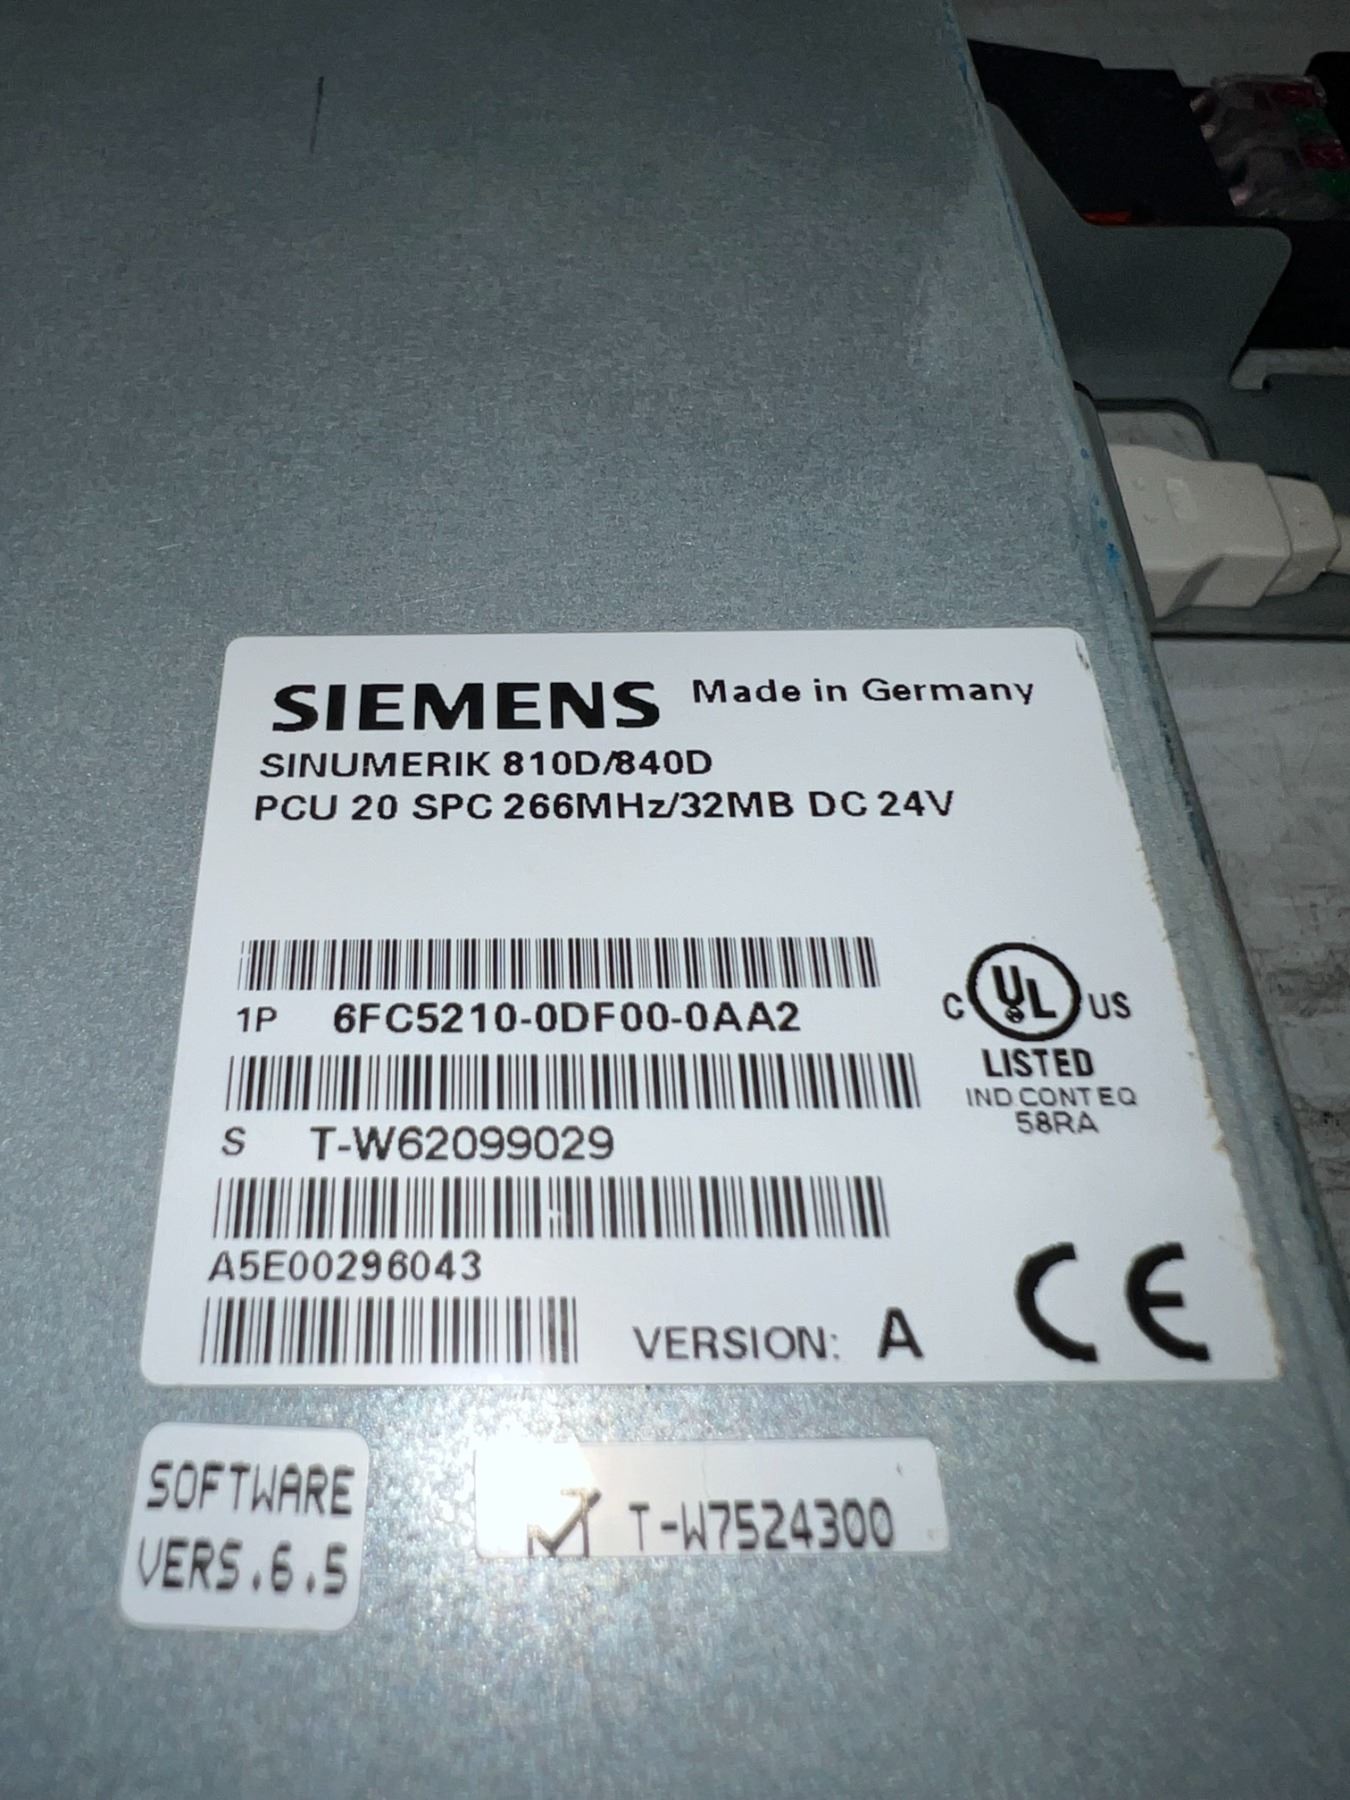 SIEMENS Made in Germany
SINUMERIK 810D/840D
PCU 20 SPC 266MHz/32MB DC 24V
1P 6FC5210-0DF00-0AA2
C UL US
LISTED
IND.CONT.EQ
58RA
S T-W62099029
A5E00296043
VERSION: A
CE
SOFTWARE
VERS.6.5
T-W7524300